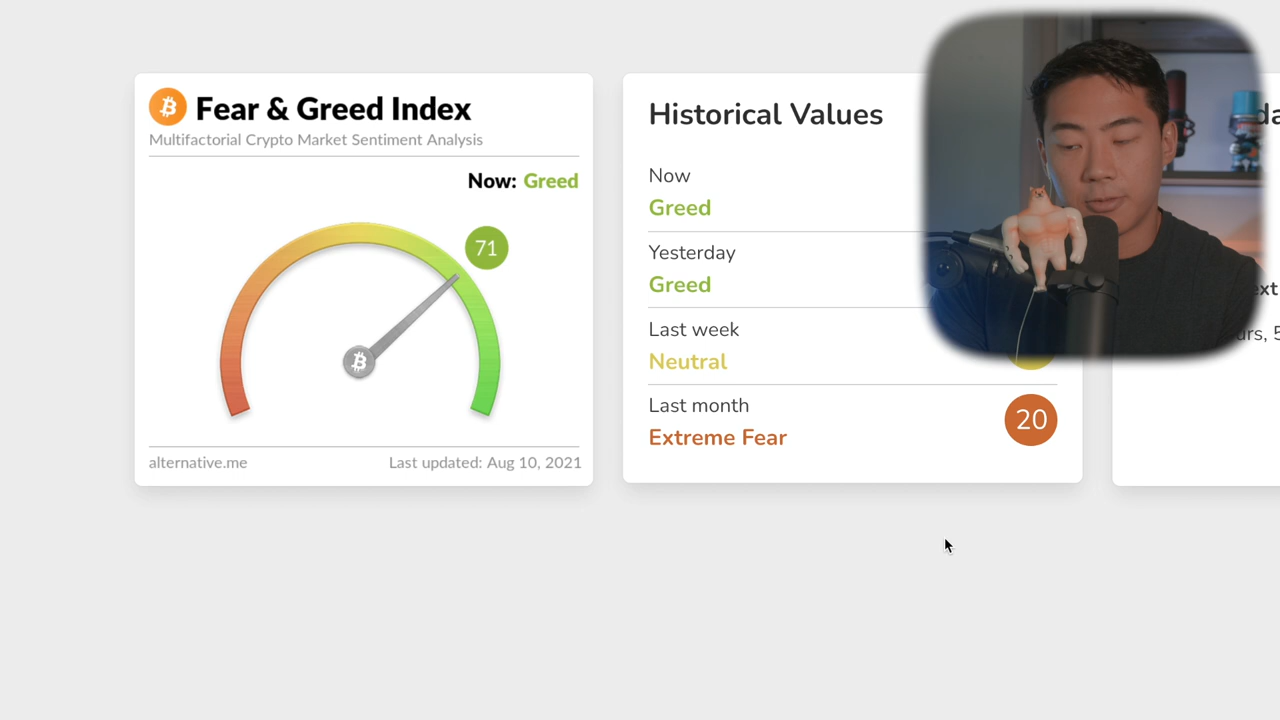 Fear & Greed Index
Multifactorial Crypto Market Sentiment Analysis
Now: Greed
71
alternative.me
Last updated: Aug 10, 2021
Historical Values
Now
Greed
Yesterday
Greed
Last week
Neutral
Last month
Extreme Fear
20